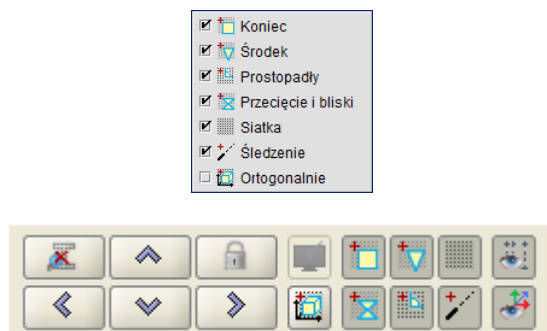 Koniec
Środek
Prostopadły
Przecięcie i bliski
Siatka
Śledzenie
Ortogonalnie